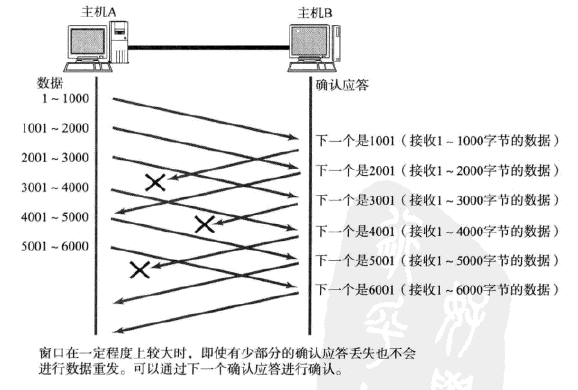 主机A
主机B
数据
确认应答
1~1000
1001~2000
2001~3000
3001~4000
4001~5000
5001~6000
下一个是1001（接收1~1000字节的数据）
下一个是2001（接收1~2000字节的数据）
下一个是3001（接收1~3000字节的数据）
下一个是4001（接收1~4000字节的数据）
下一个是5001（接收1~5000字节的数据）
下一个是6001（接收1~6000字节的数据）
窗口在一定程度上较大时，即使有少部分的确认应答丢失也不会
进行数据重发。可以通过下一个确认应答进行确认。